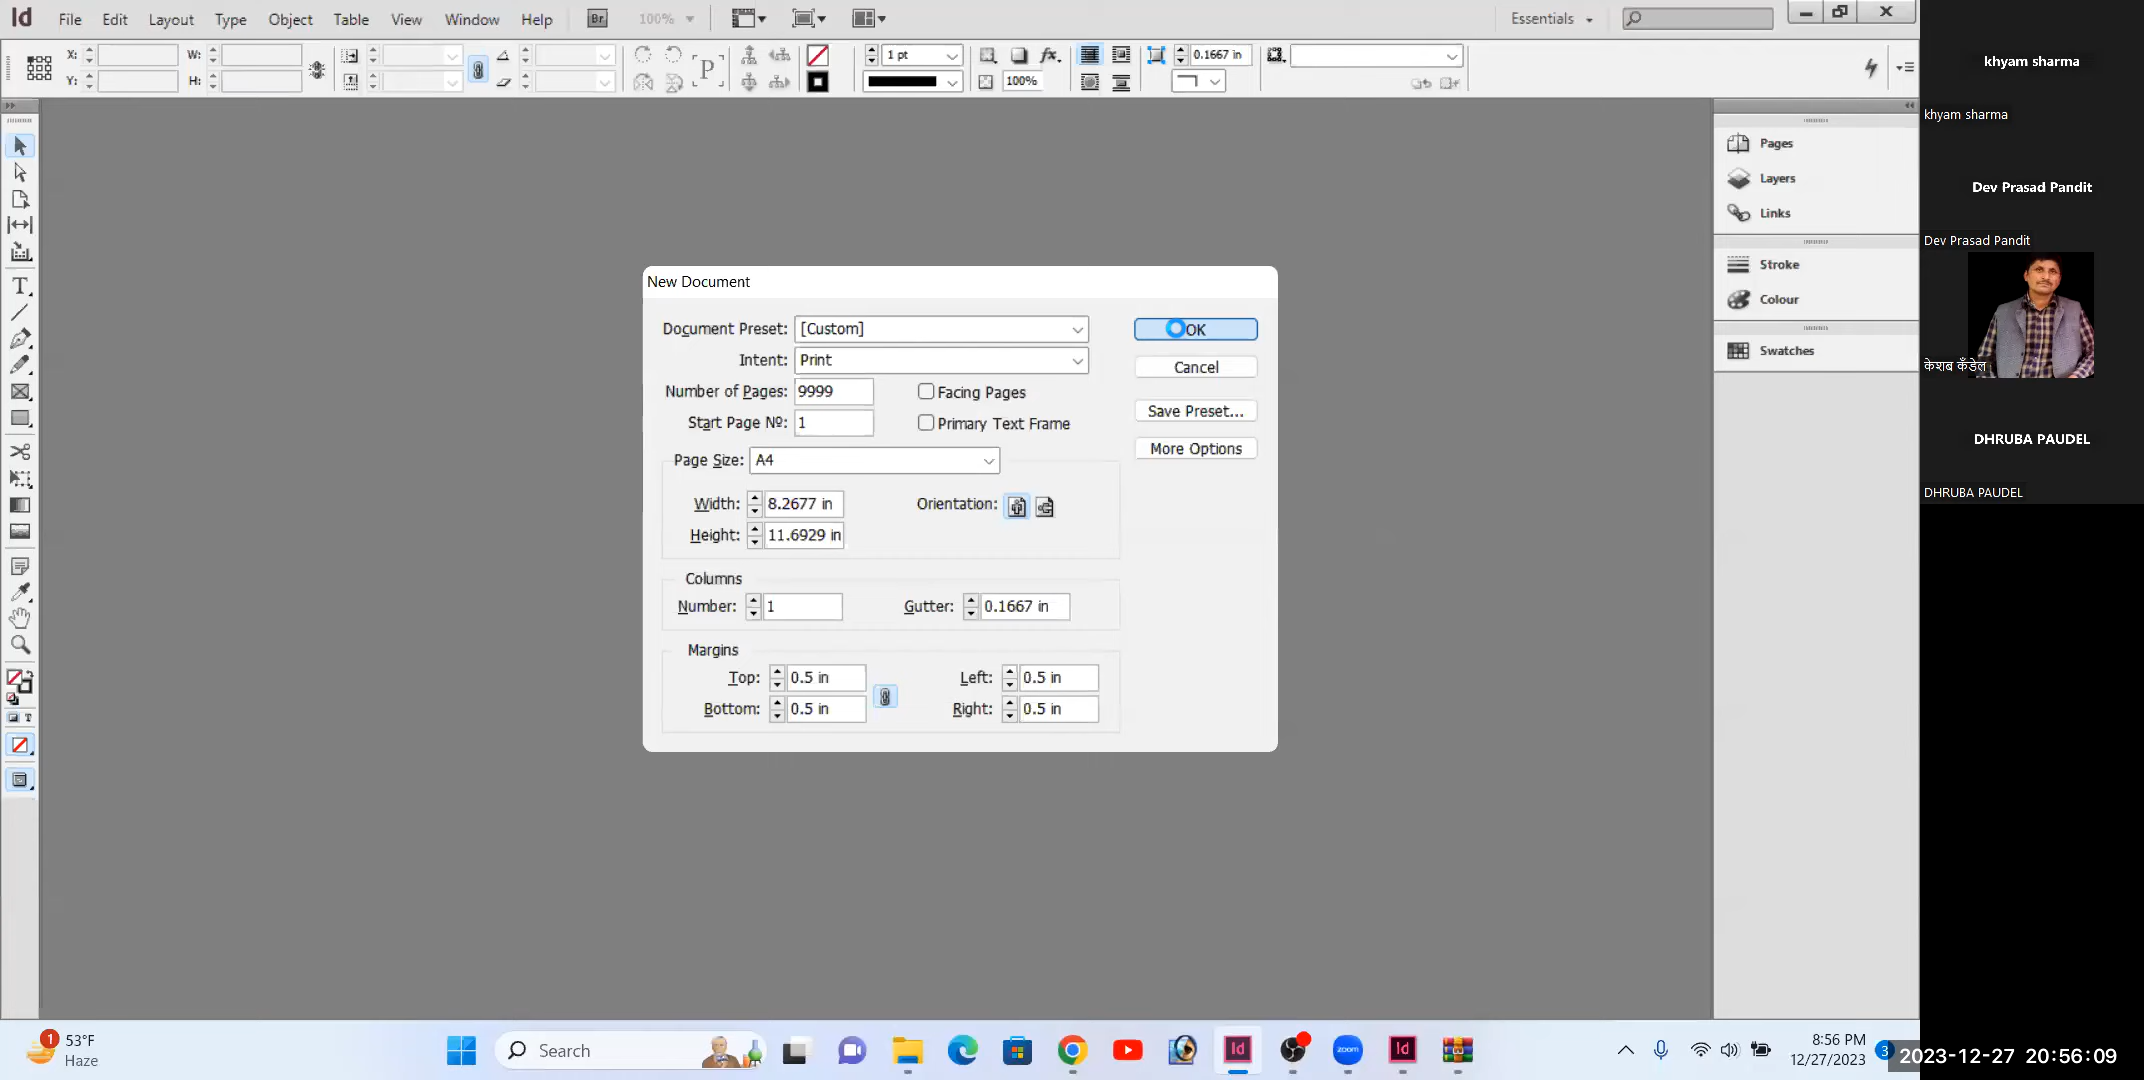 Id File Edit Layout Type Object Table View Window Help Br 100% Essentials
X: W: 1 pt 0.1667 in
Y: H: 100%
Pages
Layers
Links
Stroke
Colour
Swatches
New Document
Document Preset: [Custom] OK
Intent: Print Cancel
Number of Pages: 9999 Facing Pages
Save Preset...
Start Page Nº: 1 Primary Text Frame
More Options
Page Size: A4
Width: 8.2677 in Orientation:
Height: 11.6929 in
Columns
Number: 1 Gutter: 0.1667 in
Margins
Top: 0.5 in Left: 0.5 in
Bottom: 0.5 in Right: 0.5 in
khyam sharma
khyam sharma
Dev Prasad Pandit
Dev Prasad Pandit
केशब कँडेल
DHRUBA PAUDEL
DHRUBA PAUDEL
1 53°F
Haze
Search
zoom
Id
Id
8:56 PM
12/27/2023
3
2023-12-27 20:56:09